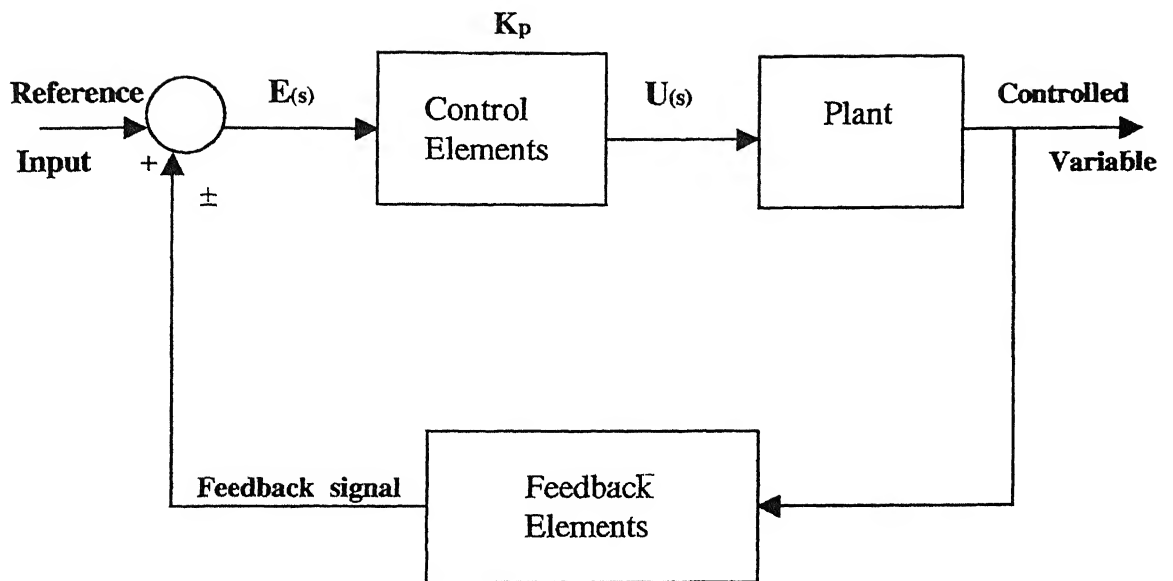 Kp
Reference
Input
+
±
E(s)
Control
Elements
U(s)
Plant
Controlled
Variable
Feedback signal
Feedback
Elements